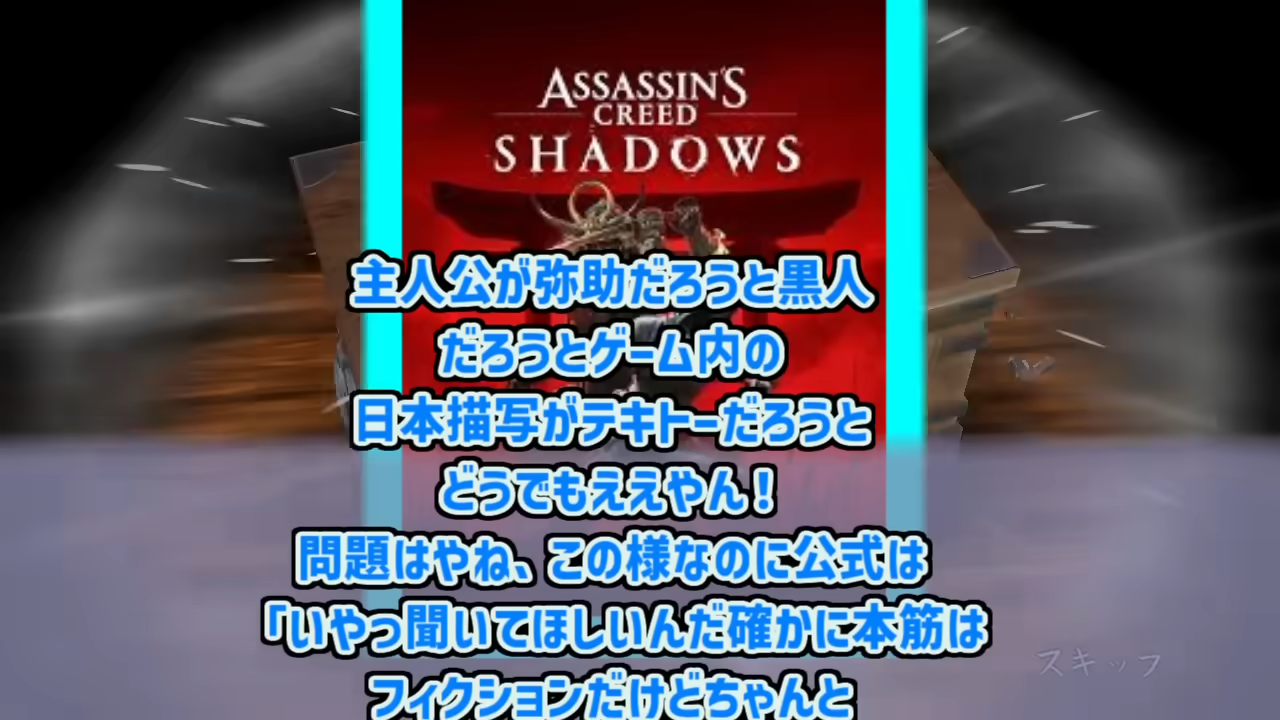 ASSASSIN'S
CREED
SHADOWS
主人公が弥助だろうと黒人
だろうとゲーム内の
日本描写がテキトーだろうと
どうでもええやん！
問題はやね、この様なのに公式は
「いやっ聞いてほしいんだ確かに本筋は
フィクションだけどちゃんと
スキップ